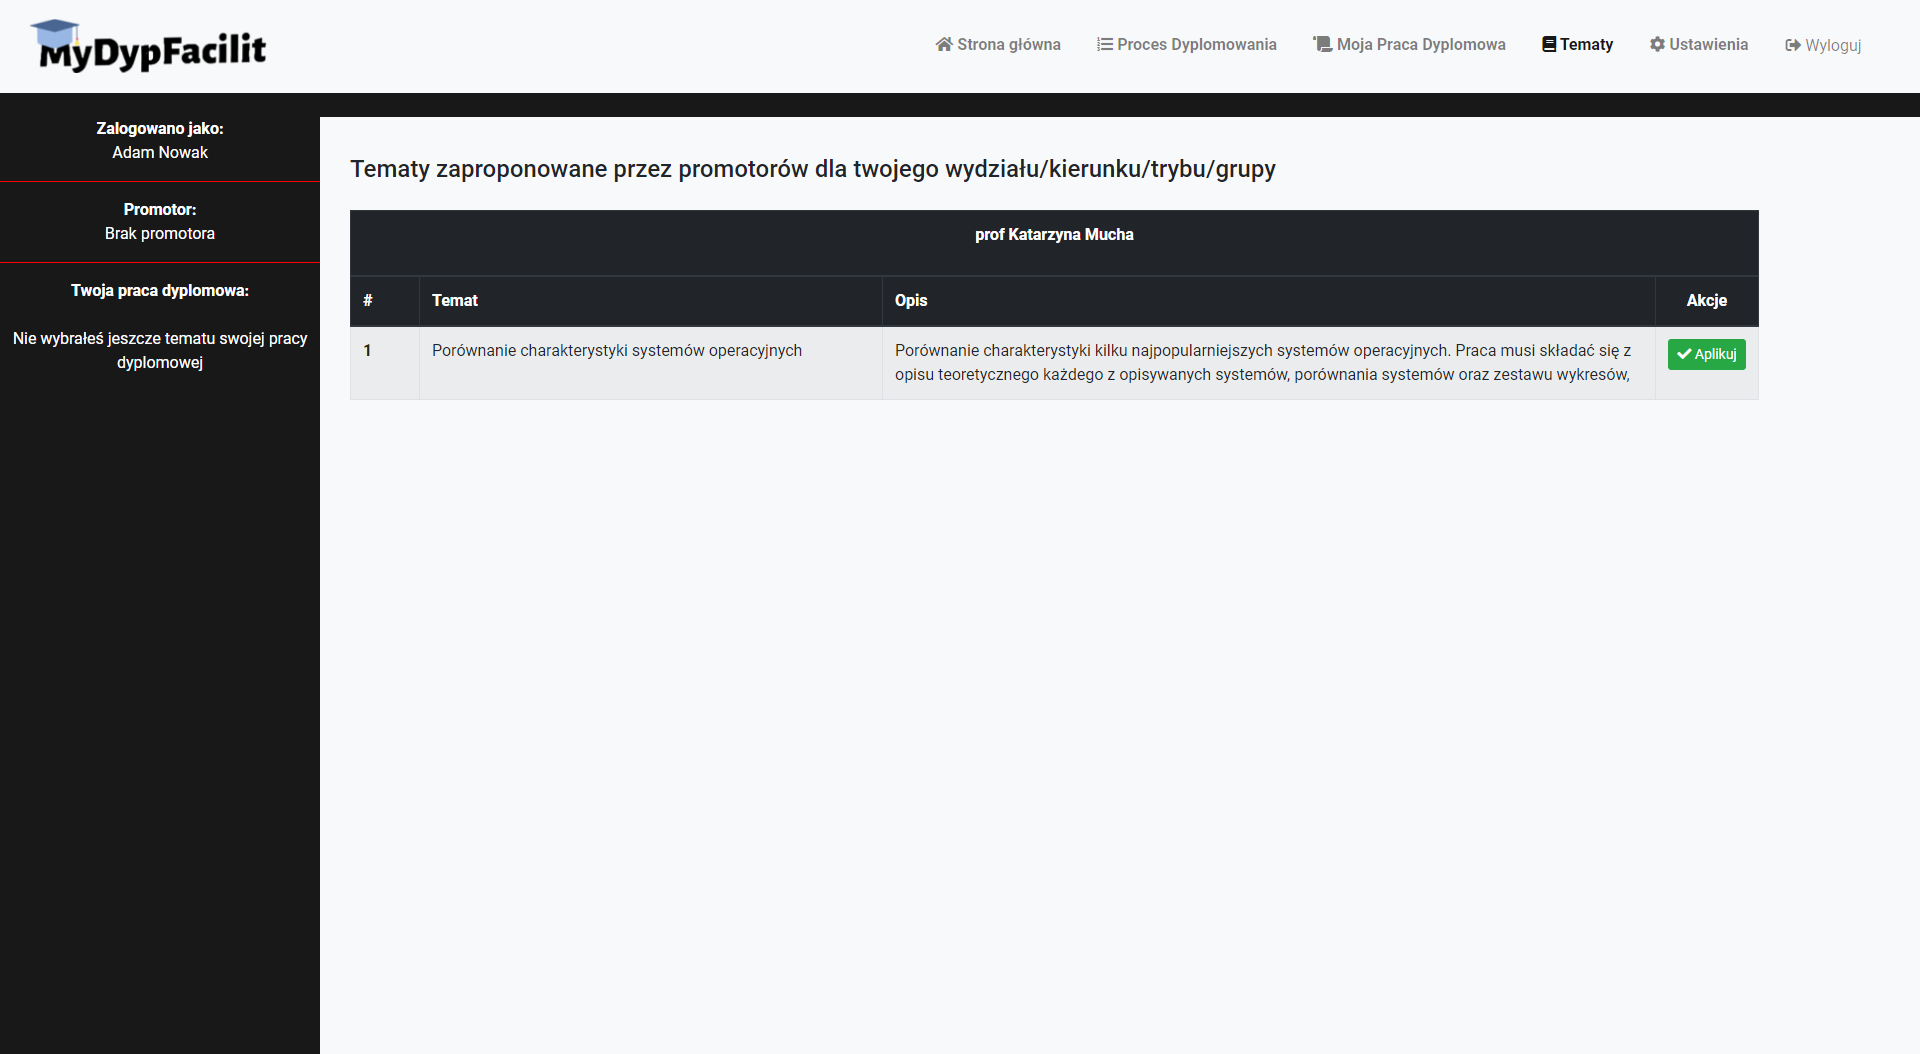 MyDypFacilit
Strona główna
Proces Dyplomowania
Moja Praca Dyplomowa
Tematy
Ustawienia
Wyloguj
Zalogowano jako:
Adam Nowak
Promotor:
Brak promotora
Twoja praca dyplomowa:
Nie wybrałeś jeszcze tematu swojej pracy
dyplomowej
Tematy zaproponowane przez promotorów dla twojego wydziału/kierunku/trybu/grupy
prof Katarzyna Mucha
# Temat Opis Akcje
1 Porównanie charakterystyki systemów operacyjnych
Porównanie charakterystyki kilku najpopularniejszych systemów operacyjnych. Praca musi składać się z
opisu teoretycznego każdego z opisywanych systemów, porównania systemów oraz zestawu wykresów,
Aplikuj